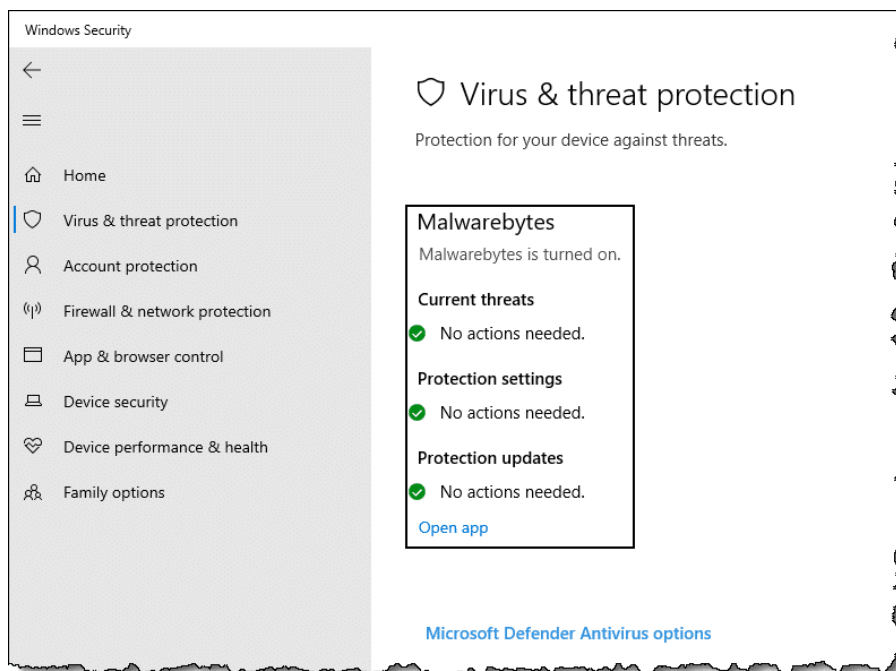 Windows Security
Home
Virus & threat protection
Account protection
Firewall & network protection
App & browser control
Device security
Device performance & health
Family options
Virus & threat protection
Protection for your device against threats.
Malwarebytes
Malwarebytes is turned on.
Current threats
No actions needed.
Protection settings
No actions needed.
Protection updates
No actions needed.
Open app
Microsoft Defender Antivirus options